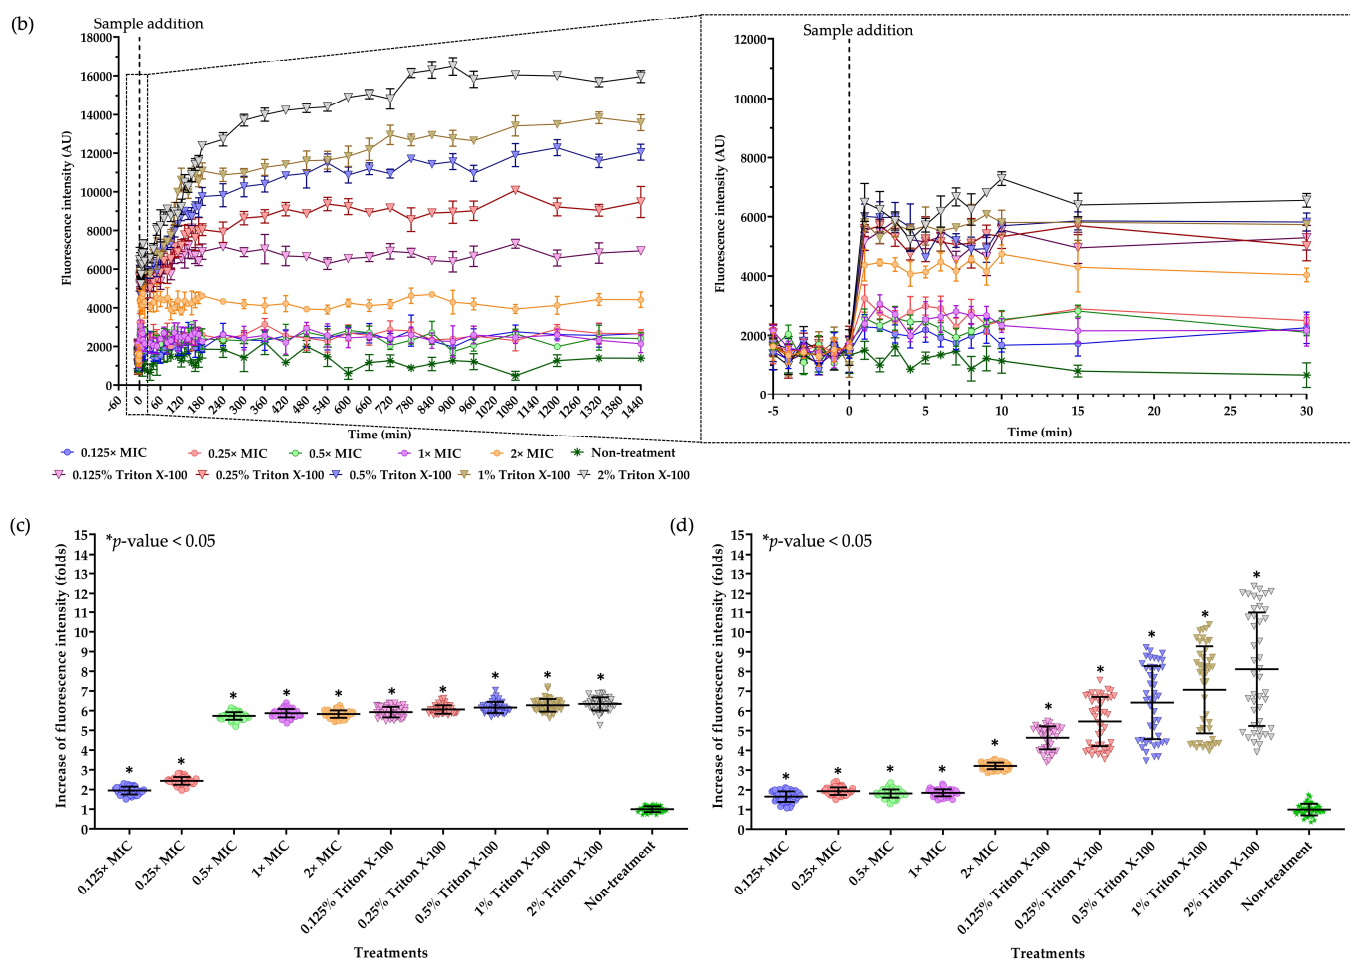 (b)
Sample addition
Fluorescence intensity (AU)
18000
16000
14000
12000
10000
8000
6000
4000
2000
0
-60 0 60 120 180 240 300 360 420 480 540 600 660 720 780 840 900 960 1020 1080 1140 1200 1260 1320 1380 1440
Time (min)
Sample addition
Fluorescence intensity (AU)
12000
10000
8000
6000
4000
2000
0
-5 0 5 10 15 20 25 30
Time (min)
0.125× MIC 0.25× MIC 0.5× MIC 1× MIC 2× MIC Non-treatment
0.125% Triton X-100 0.25% Triton X-100 0.5% Triton X-100 1% Triton X-100 2% Triton X-100
(c)
*p-value < 0.05
Increase of fluorescence intensity (folds)
15
14
13
12
11
10
9
8
7
6
5
4
3
2
1
0
* * * * * * * * * *
0.125× MIC 0.25× MIC 0.5× MIC 1× MIC 2× MIC 0.125% Triton X-100 0.25% Triton X-100 0.5% Triton X-100 1% Triton X-100 2% Triton X-100 Non-treatment
Treatments
(d)
*p-value < 0.05
Increase of fluorescence intensity (folds)
15
14
13
12
11
10
9
8
7
6
5
4
3
2
1
0
* * * * * * * * * *
0.125× MIC 0.25× MIC 0.5× MIC 1× MIC 2× MIC 0.125% Triton X-100 0.25% Triton X-100 0.5% Triton X-100 1% Triton X-100 2% Triton X-100 Non-treatment
Treatments